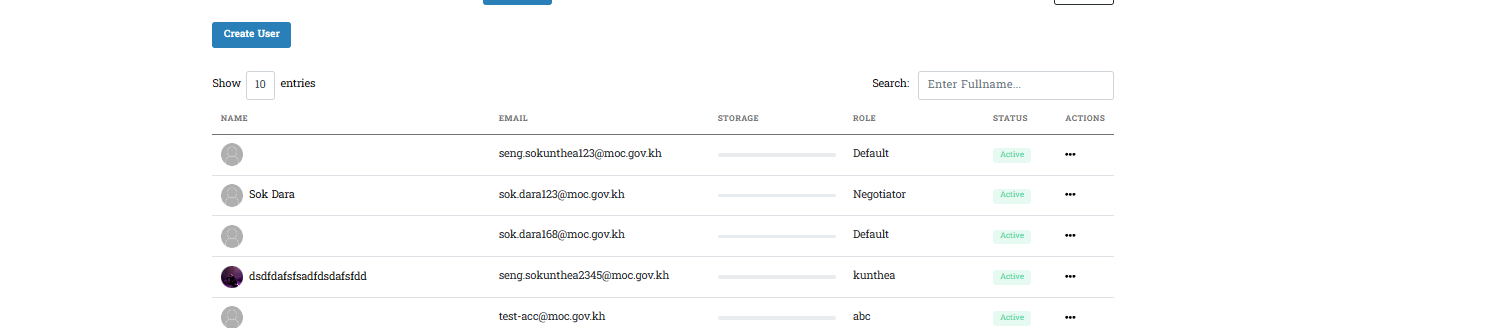 Create User
Show 10 entries Search: Enter Fullname...
NAME EMAIL STORAGE ROLE STATUS ACTIONS
seng.sokunthea123@moc.gov.kh Default Active
Sok Dara sok.dara123@moc.gov.kh Negotiator Active
sok.dara168@moc.gov.kh Default Active
dsdfdafsfsadfdsdafsfdd seng.sokunthea2345@moc.gov.kh kunthea Active
test-acc@moc.gov.kh abc Active